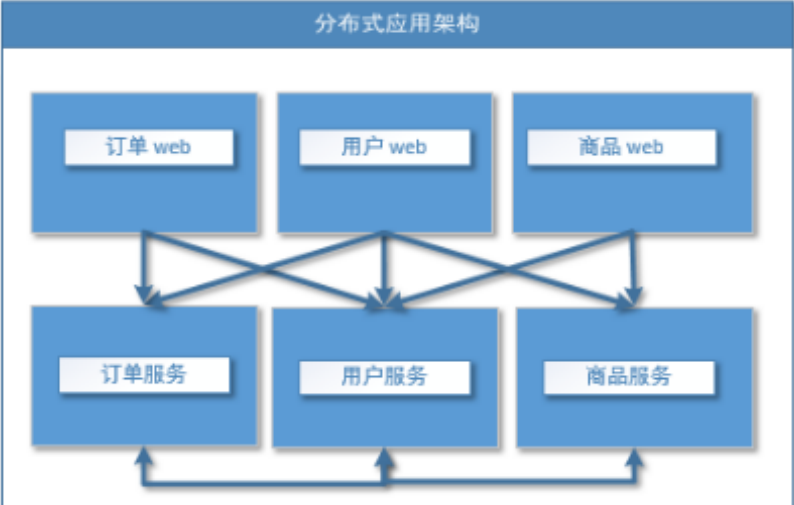 分布式应用架构
订单 web
用户 web
商品 web
订单服务
用户服务
商品服务